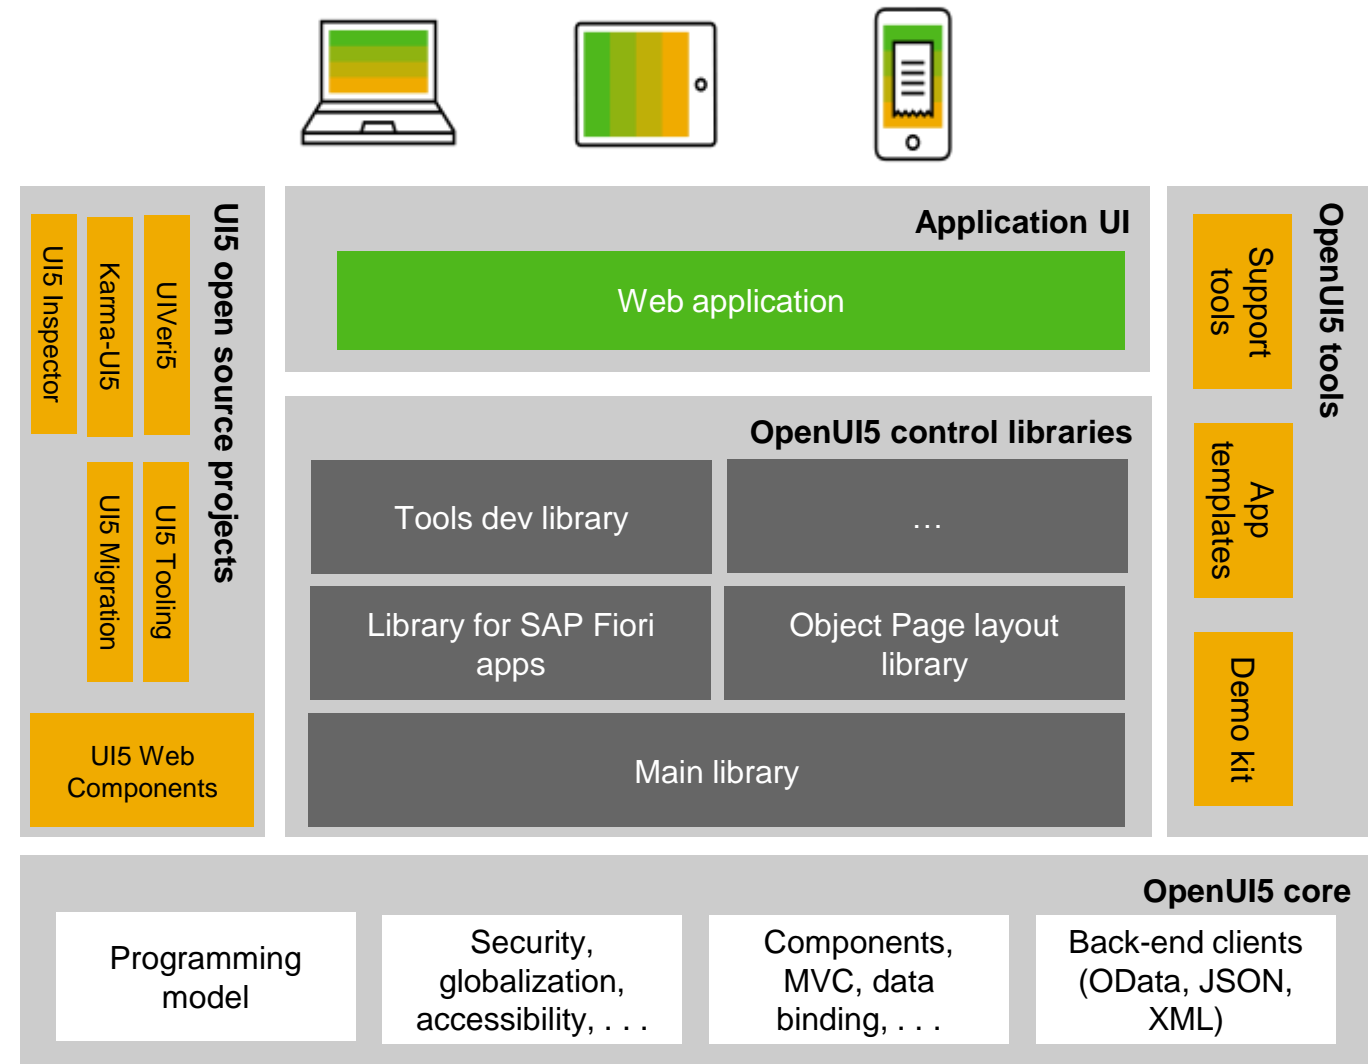 UI5 open source projects
UI5 Inspector
Karma-UI5
UIVeri5
UI5 Migration
UI5 Tooling
UI5 Web
Components
Application UI
Web application
OpenUI5 control libraries
Tools dev library
…
Library for SAP Fiori
apps
Object Page layout
library
Main library
OpenUI5 tools
Support
tools
App
templates
Demo kit
OpenUI5 core
Programming
model
Security,
globalization,
accessibility, . . .
Components,
MVC, data
binding, . . .
Back-end clients
(OData, JSON,
XML)